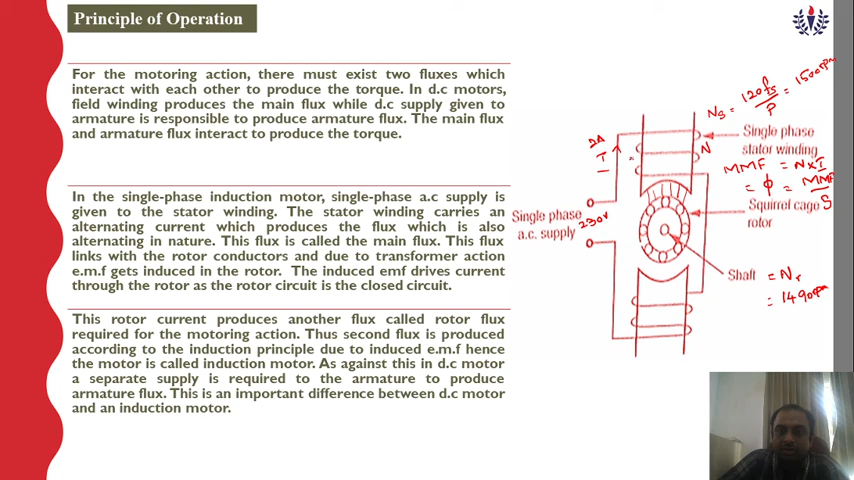 Principle of Operation
For the motoring action, there must exist two fluxes which
interact with each other to produce the torque. In d.c motors,
field winding produces the main flux while d.c supply given to
armature is responsible to produce armature flux. The main flux
and armature flux interact to produce the torque.
In the single-phase induction motor, single-phase a.c supply is
given to the stator winding. The stator winding carries an
alternating current which produces the flux which is also
alternating in nature. This flux is called the main flux. This flux
links with the rotor conductors and due to transformer action
e.m.f gets induced in the rotor. The induced emf drives current
through the rotor as the rotor circuit is the closed circuit.
This rotor current produces another flux called rotor flux
required for the motoring action. Thus second flux is produced
according to the induction principle due to induced e.m.f hence
the motor is called induction motor. As against this in d.c motor
a separate supply is required to the armature to produce
armature flux. This is an important difference between d.c motor
and an induction motor.
Ns = 120fs/P = 1500rpm
Single phase
stator winding
N
MMF = N×I
= ϕ = MMF/S
Squirrel cage
rotor
Single phase
a.c. supply
230v
2A
I
Shaft = Nr
= 1490rpm